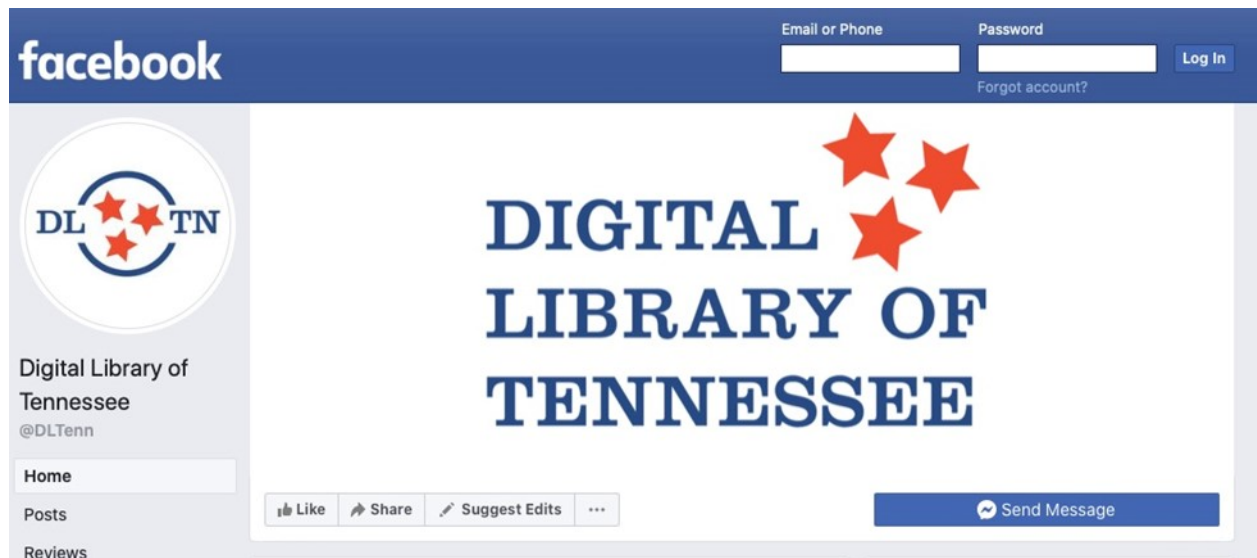 facebook
Email or Phone
Password
Log In
Forgot account?
DL TN
DIGITAL
LIBRARY OF
TENNESSEE
Digital Library of
Tennessee
@DLTenn
Home
Posts
Reviews
Like
Share
Suggest Edits
Send Message